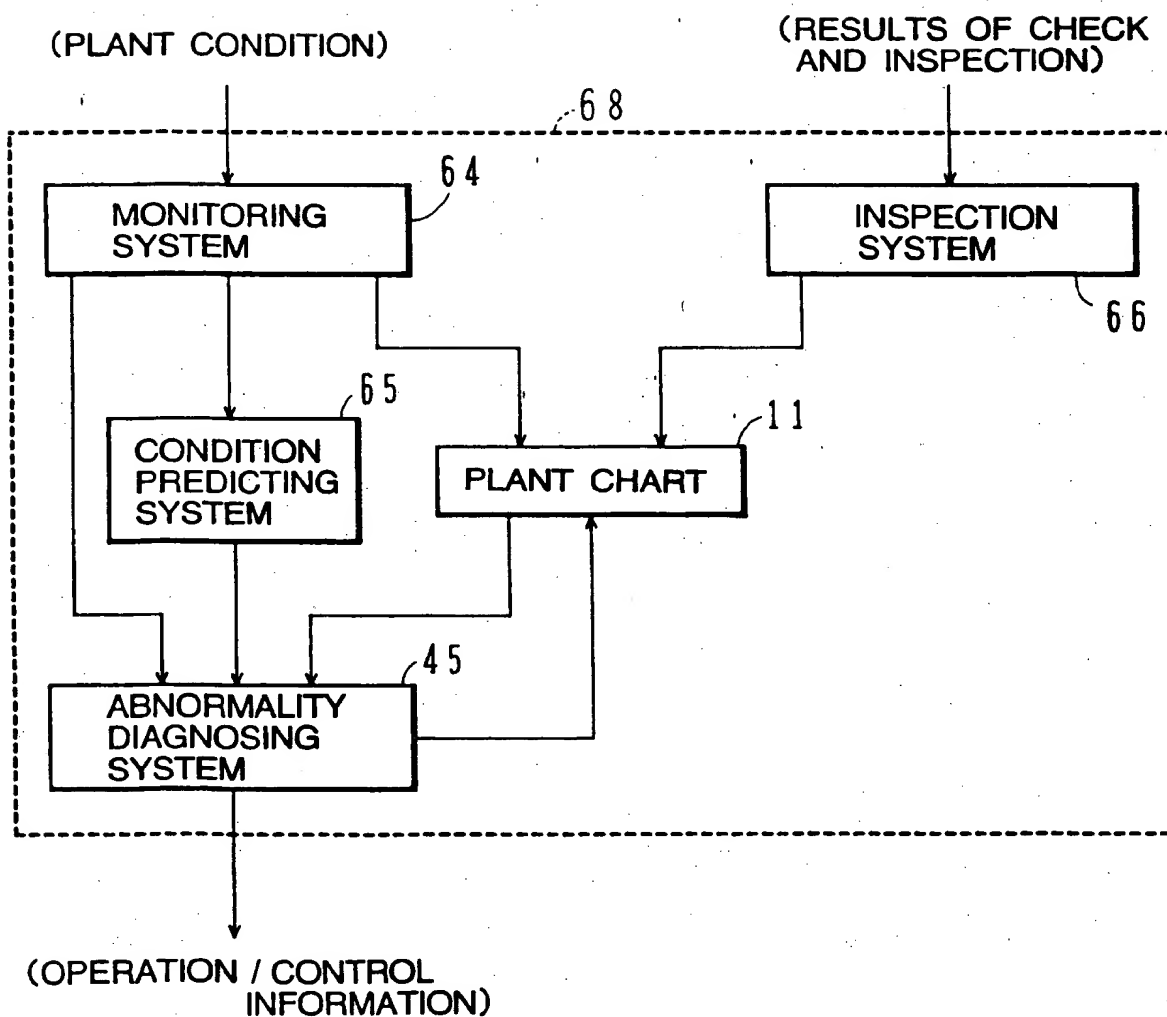 (PLANT CONDITION)
(RESULTS OF CHECK
AND INSPECTION)
68
64
MONITORING
SYSTEM
INSPECTION
SYSTEM
66
65
11
CONDITION
PREDICTING
SYSTEM
PLANT CHART
45
ABNORMALITY
DIAGNOSING
SYSTEM
(OPERATION / CONTROL
INFORMATION)